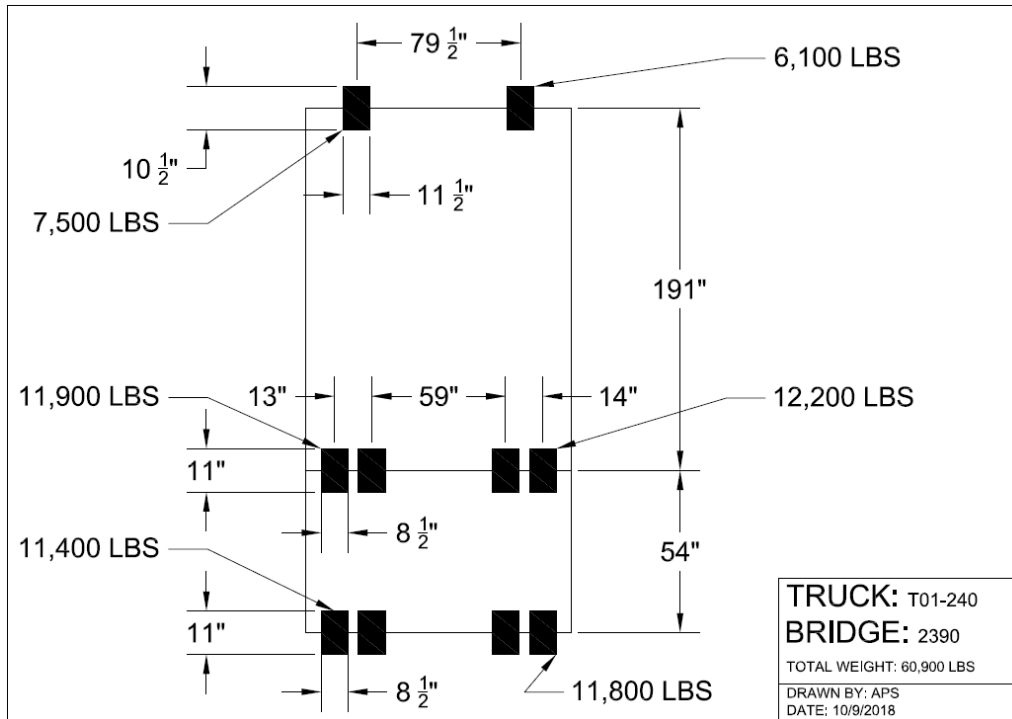 79 1/2"
6,100 LBS
10 1/2"
11 1/2"
7,500 LBS
191"
11,900 LBS
13"
59"
14"
12,200 LBS
11"
8 1/2"
11,400 LBS
54"
11"
8 1/2"
11,800 LBS
TRUCK: T01-240
BRIDGE: 2390
TOTAL WEIGHT: 60,900 LBS
DRAWN BY: APS
DATE: 10/9/2018